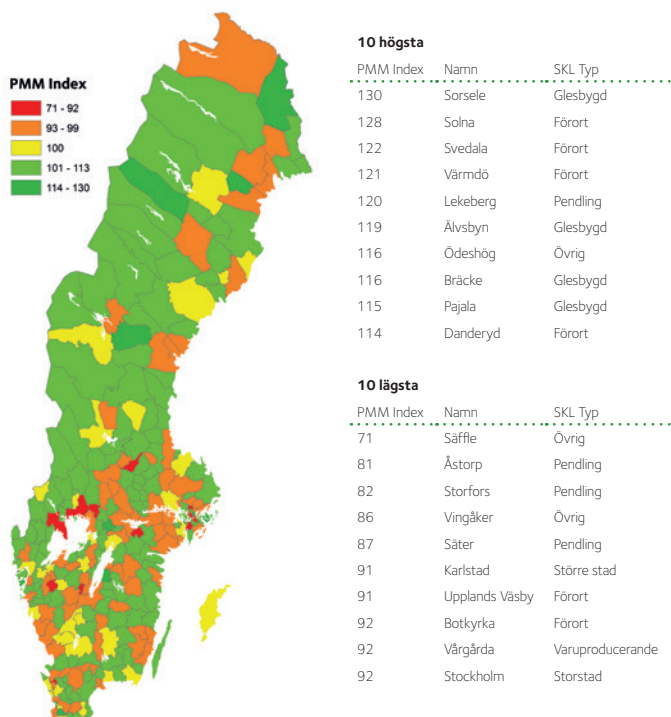 PMM Index
71 - 92
93 - 99
100
101 - 113
114 - 130
10 högsta
PMM Index Namn SKL Typ
130 Sorsele Glesbygd
128 Solna Förort
122 Svedala Förort
121 Värmdö Förort
120 Lekeberg Pendling
119 Älvsbyn Glesbygd
116 Ödeshög Övrig
116 Bräcke Glesbygd
115 Pajala Glesbygd
114 Danderyd Förort
10 lägsta
PMM Index Namn SKL Typ
71 Säffle Övrig
81 Åstorp Pendling
82 Storfors Pendling
86 Vingåker Övrig
87 Säter Pendling
91 Karlstad Större stad
91 Upplands Väsby Förort
92 Botkyrka Förort
92 Vårgårda Varuproducerande
92 Stockholm Storstad